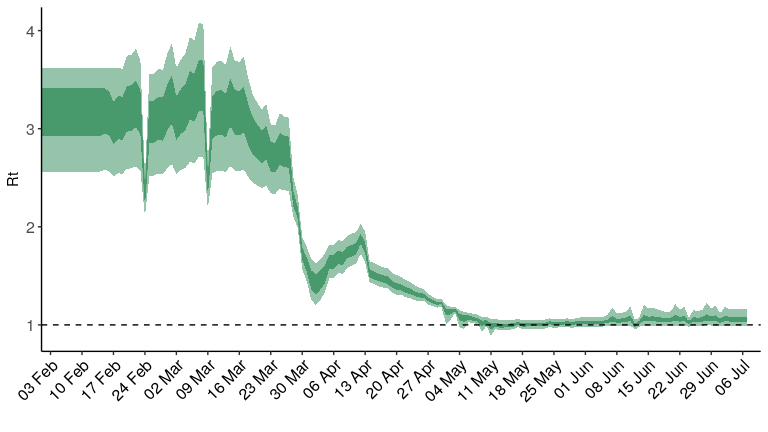 4
3
2
1
Rt
03 Feb
10 Feb
17 Feb
24 Feb
02 Mar
09 Mar
16 Mar
23 Mar
30 Mar
06 Apr
13 Apr
20 Apr
27 Apr
04 May
11 May
18 May
25 May
01 Jun
08 Jun
15 Jun
22 Jun
29 Jun
06 Jul